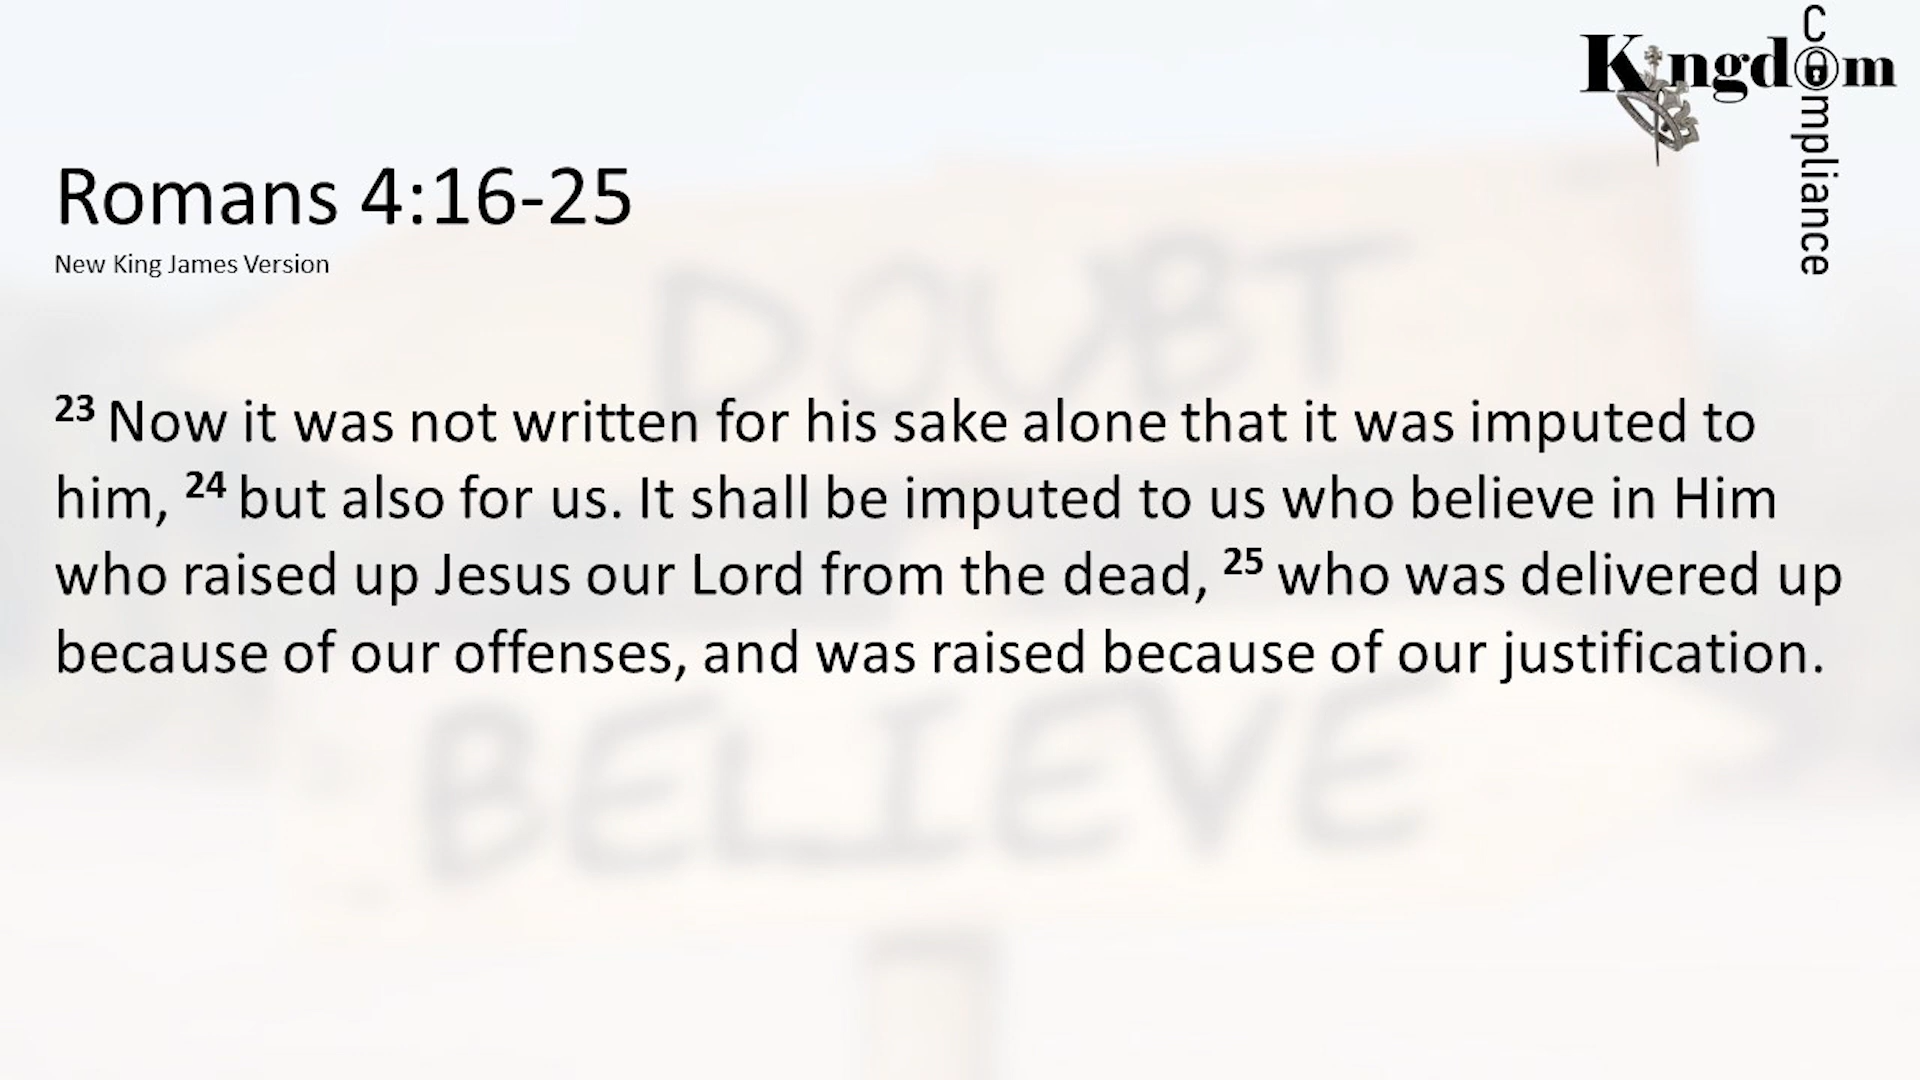 Kingdom
Compliance
Romans 4:16-25
New King James Version
DOUBT
23 Now it was not written for his sake alone that it was imputed to
him, 24 but also for us. It shall be imputed to us who believe in Him
who raised up Jesus our Lord from the dead, 25 who was delivered up
because of our offenses, and was raised because of our justification.
BELIEVE